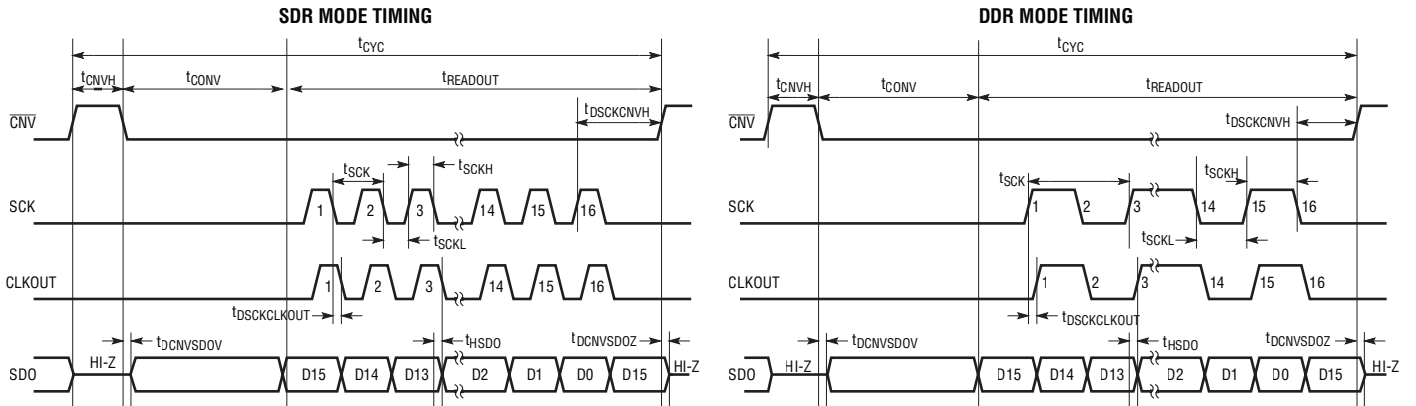 SDR MODE TIMING
tCYC
tCNVH
tCONV
tREADOUT
tDSCKCNVH
CNV
tSCK
tSCKH
SCK
1 2 3 14 15 16
tSCKL
CLKOUT
1 2 3 14 15 16
tDSCKCLKOUT
tDCNVSDOV
tHSDO
tDCNVSDOZ
SDO
HI-Z
D15 D14 D13 D2 D1 D0 D15
HI-Z
DDR MODE TIMING
tCYC
tCNVH
tCONV
tREADOUT
tDSCKCNVH
CNV
tSCK
tSCKH
SCK
1 2 3 14 15 16
tSCKL
CLKOUT
1 2 3 14 15 16
tDSCKCLKOUT
tDCNVSDOV
tHSDO
tDCNVSDOZ
SDO
HI-Z
D15 D14 D13 D2 D1 D0 D15
HI-Z